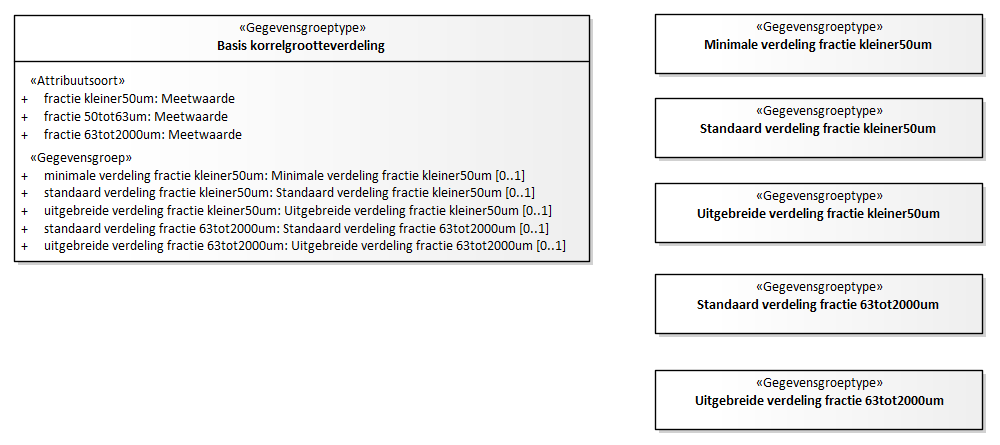 «Gegevensgroeptype»
Basis korrelgrootteverdeling
«Attribuutsoort»
+ fractie kleiner50um: Meetwaarde
+ fractie 50tot63um: Meetwaarde
+ fractie 63tot2000um: Meetwaarde
«Gegevensgroep»
+ minimale verdeling fractie kleiner50um: Minimale verdeling fractie kleiner50um [0..1]
+ standaard verdeling fractie kleiner50um: Standaard verdeling fractie kleiner50um [0..1]
+ uitgebreide verdeling fractie kleiner50um: Uitgebreide verdeling fractie kleiner50um [0..1]
+ standaard verdeling fractie 63tot2000um: Standaard verdeling fractie 63tot2000um [0..1]
+ uitgebreide verdeling fractie 63tot2000um: Uitgebreide verdeling fractie 63tot2000um [0..1]
«Gegevensgroeptype»
Minimale verdeling fractie kleiner50um
«Gegevensgroeptype»
Standaard verdeling fractie kleiner50um
«Gegevensgroeptype»
Uitgebreide verdeling fractie kleiner50um
«Gegevensgroeptype»
Standaard verdeling fractie 63tot2000um
«Gegevensgroeptype»
Uitgebreide verdeling fractie 63tot2000um